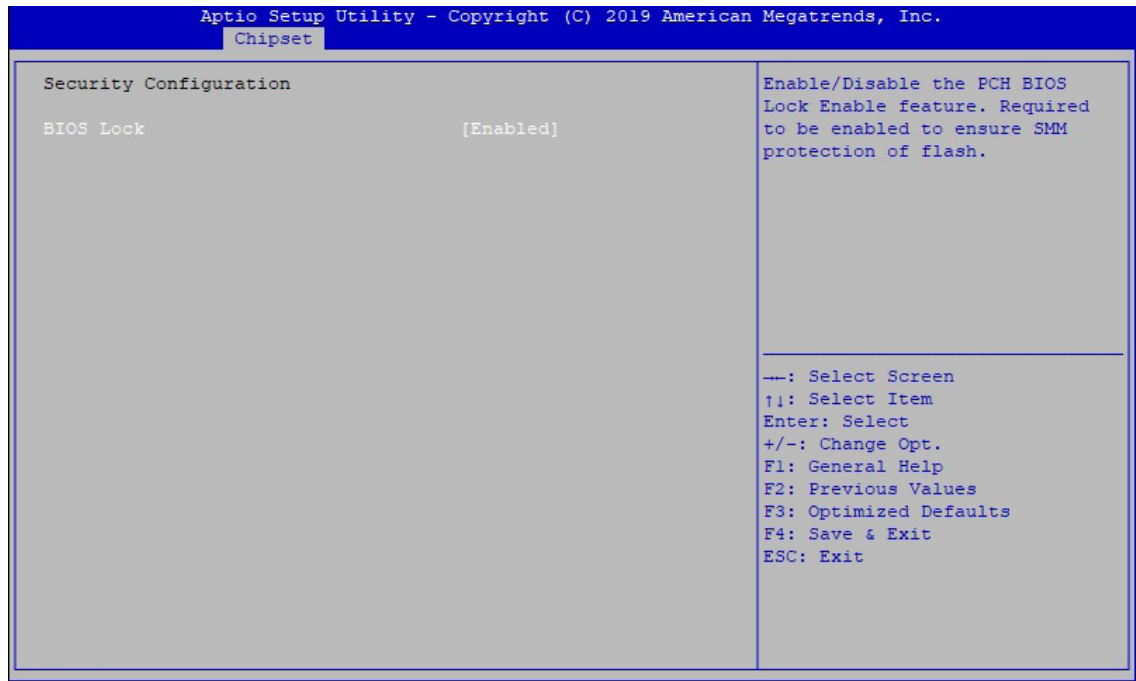 Aptio Setup Utility - Copyright (C) 2019 American Megatrends, Inc.
Chipset
Security Configuration
BIOS Lock [Enabled]
Enable/Disable the PCH BIOS
Lock Enable feature. Required
to be enabled to ensure SMM
protection of flash.
→←: Select Screen
↑↓: Select Item
Enter: Select
+/-: Change Opt.
F1: General Help
F2: Previous Values
F3: Optimized Defaults
F4: Save & Exit
ESC: Exit